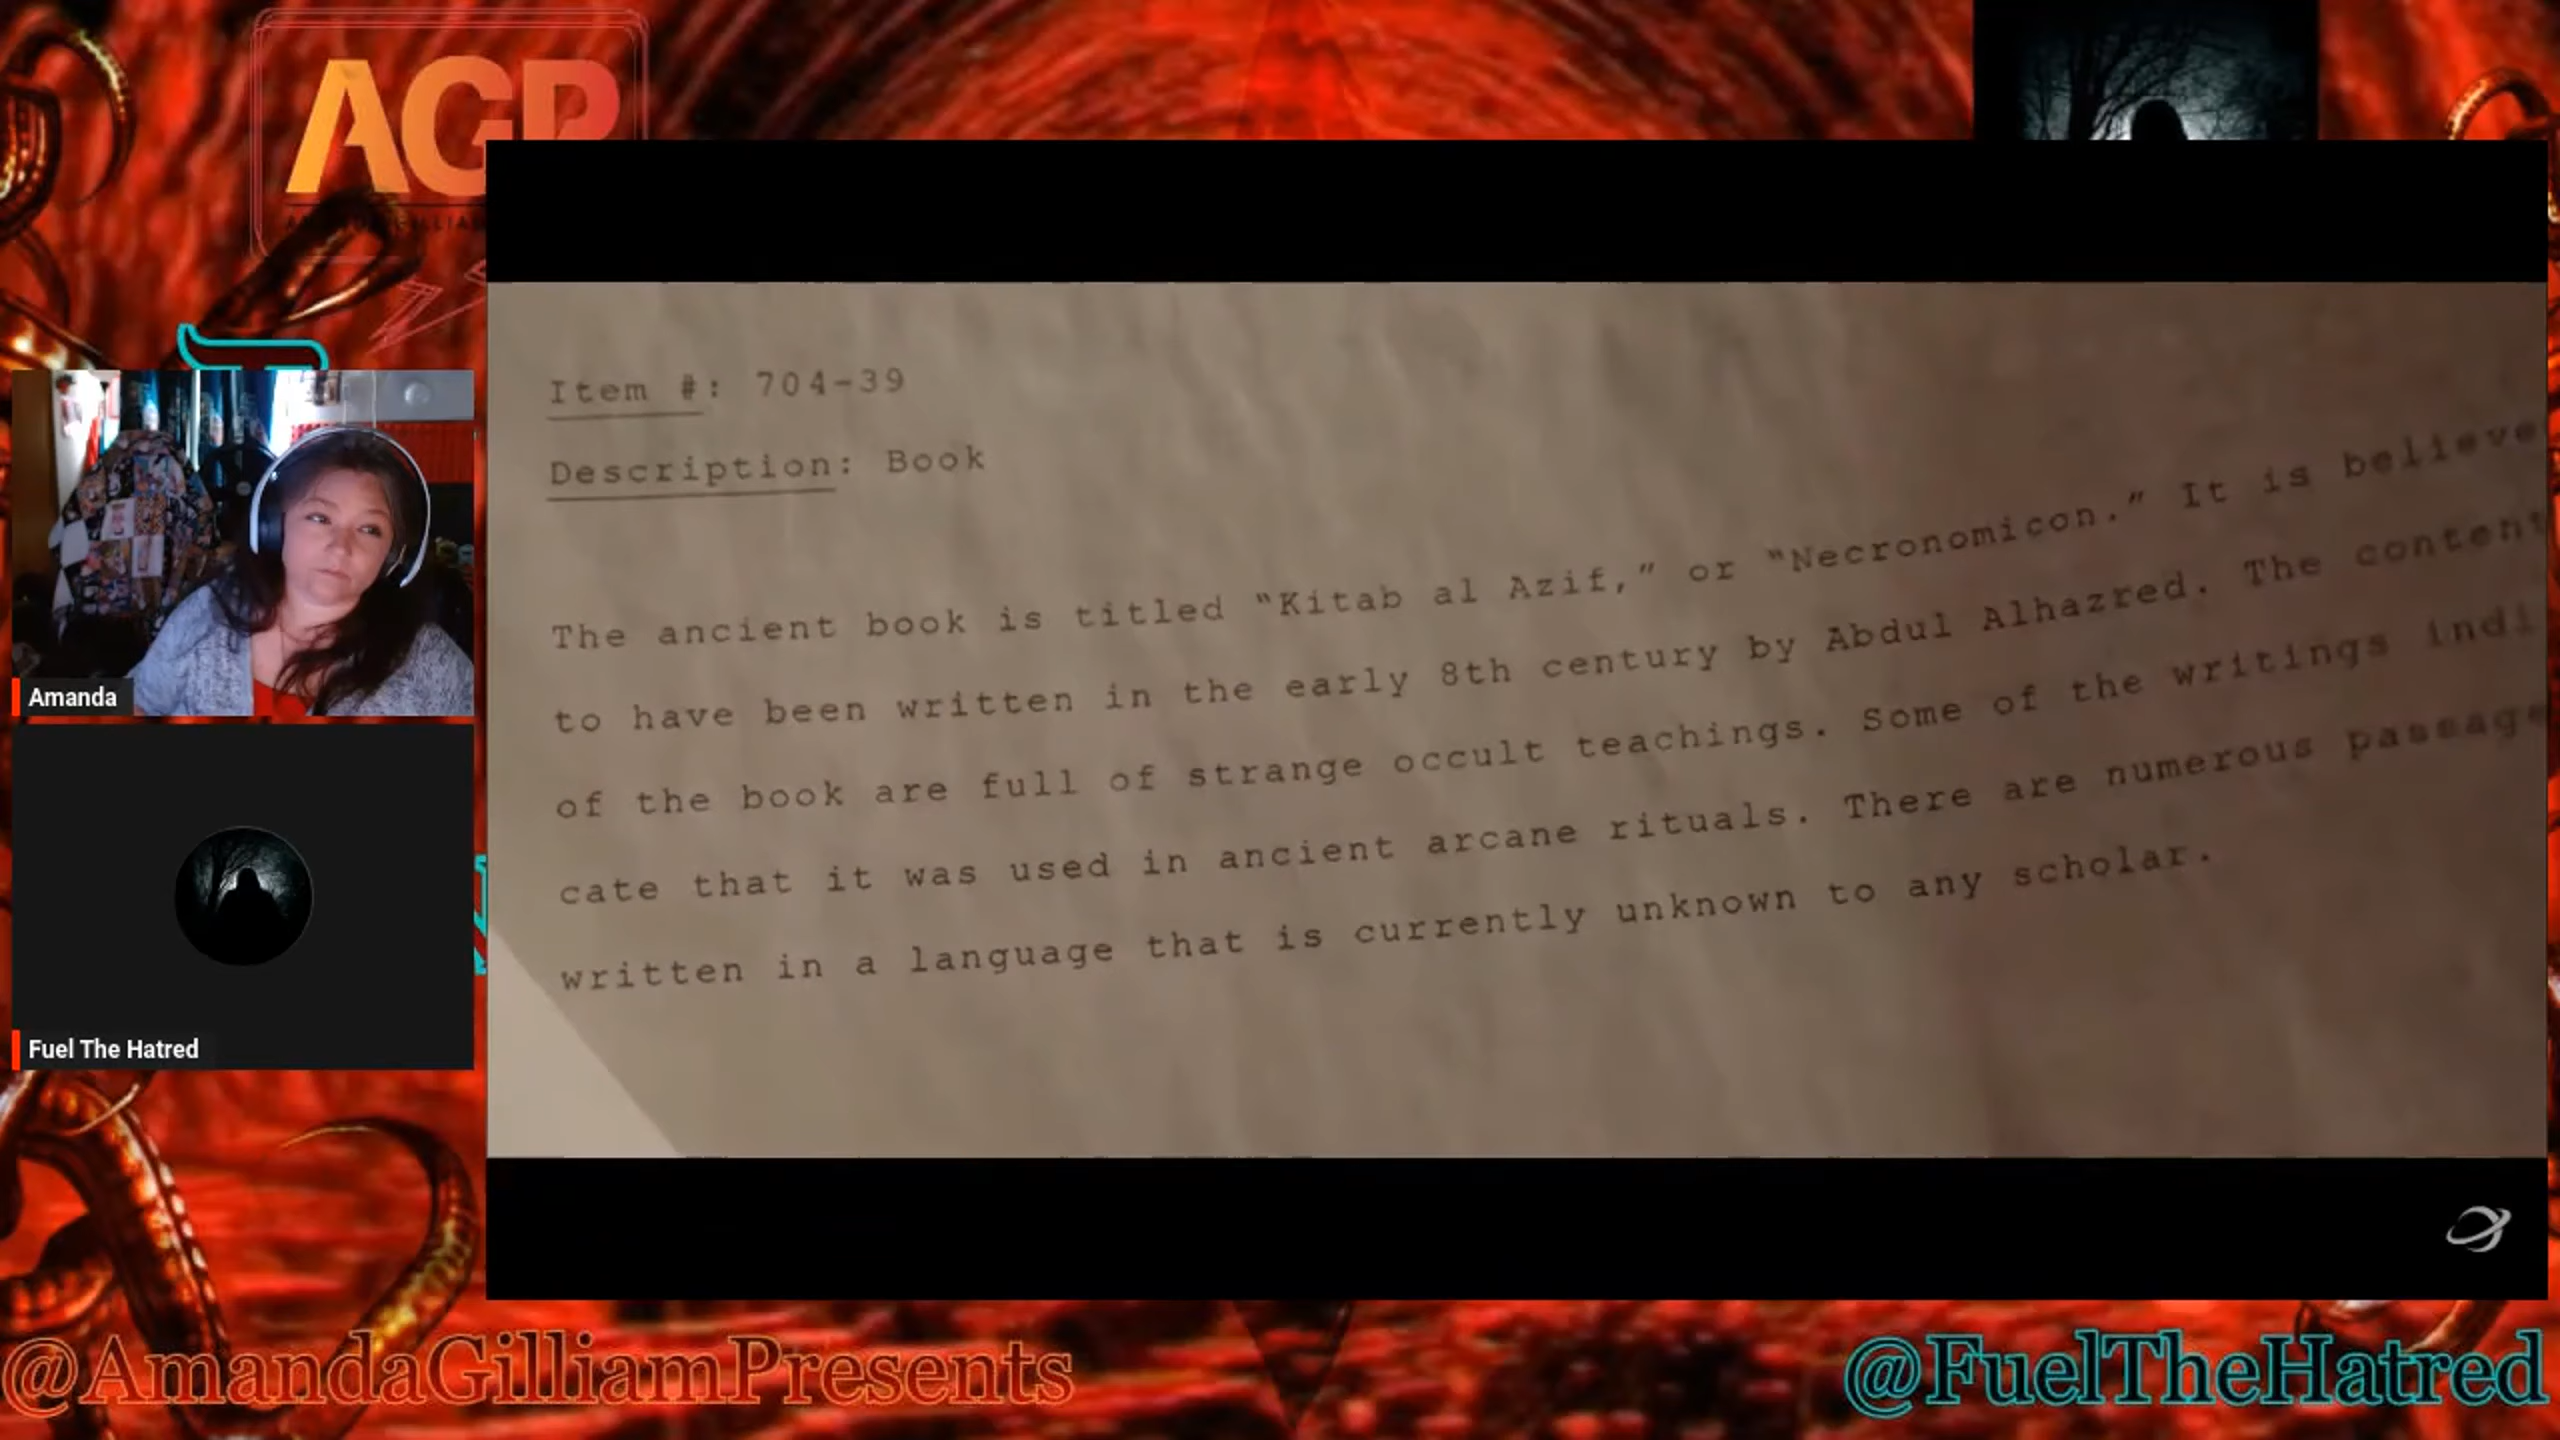 AGP
Item #: 704-39
Description: Book
The ancient book is titled “Kitab al Azif,” or “Necronomicon.” It is believe
to have been written in the early 8th century by Abdul Alhazred. The content
of the book are full of strange occult teachings. Some of the writings indi
cate that it was used in ancient arcane rituals. There are numerous passage
written in a language that is currently unknown to any scholar.
Amanda
Fuel The Hatred
@AmandaGilliamPresents
@FuelTheHatred